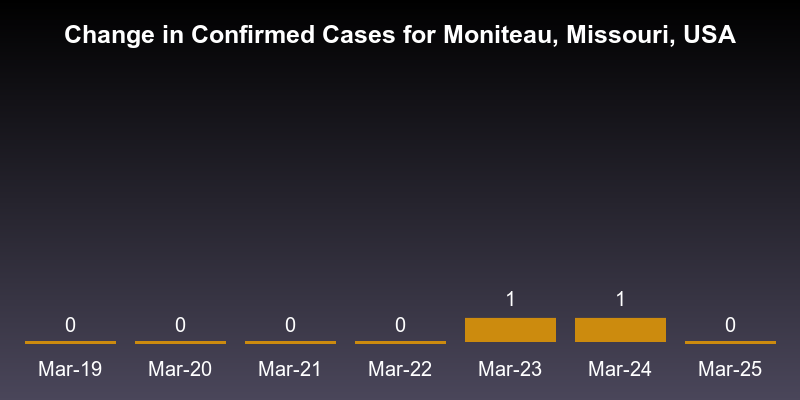 Change in Confirmed Cases for Moniteau, Missouri, USA
1 1
0 0 0 0 0
Mar-19 Mar-20 Mar-21 Mar-22 Mar-23 Mar-24 Mar-25